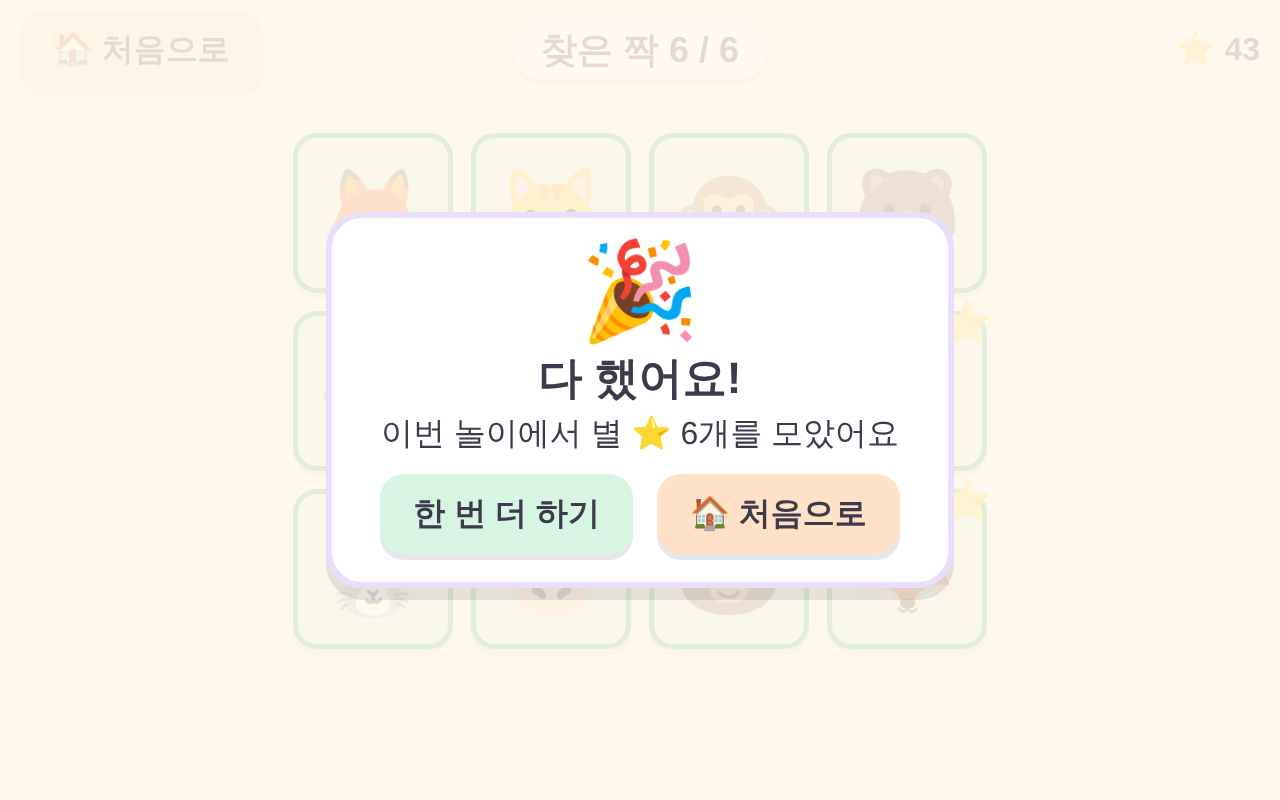 처음으로
찾은 짝 6 / 6
43
다 했어요!
이번 놀이에서 별 ⭐ 6개를 모았어요
한 번 더 하기
처음으로